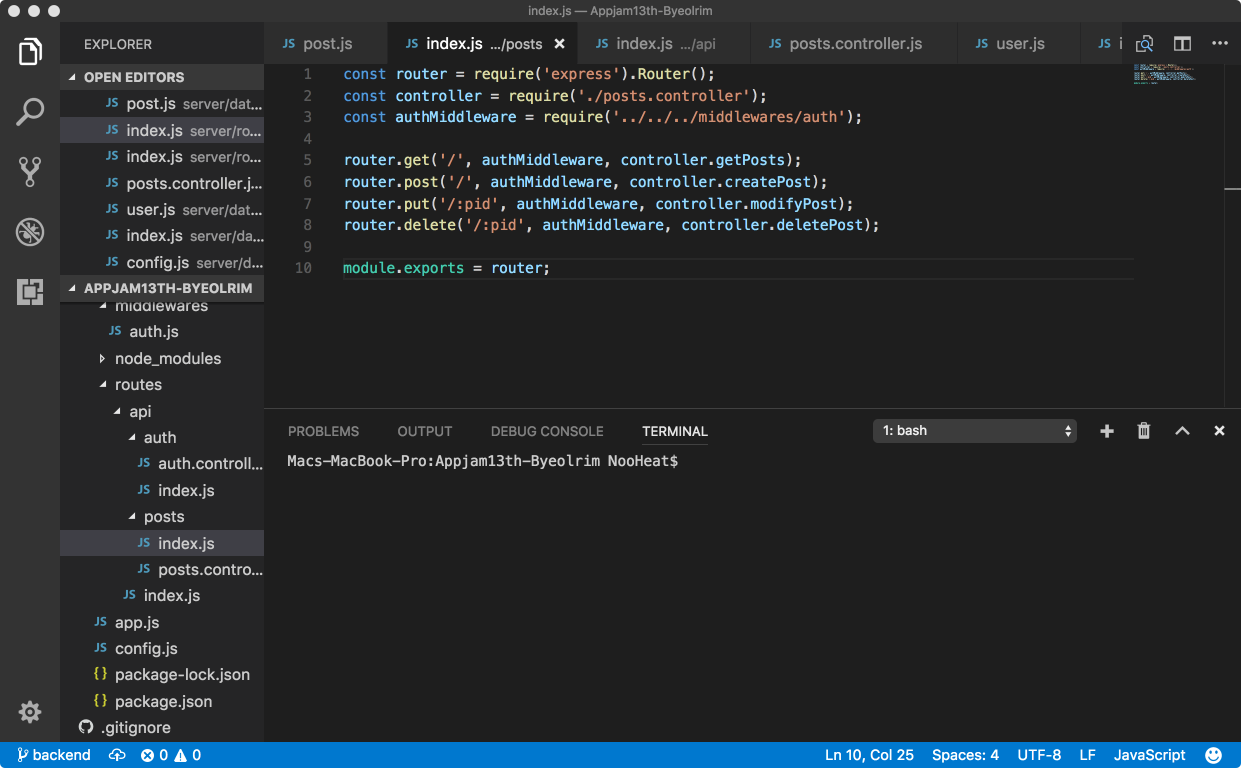 index.js — Appjam13th-Byeolrim
EXPLORER
OPEN EDITORS
JS post.js server/dat...
JS index.js server/ro...
JS index.js server/ro...
JS posts.controller.j...
JS user.js server/dat...
JS index.js server/da...
JS config.js server/d...
APPJAM13TH-BYEOLRIM
middlewares
JS auth.js
node_modules
routes
api
auth
JS auth.controll...
JS index.js
posts
JS index.js
JS posts.contro...
JS index.js
JS app.js
JS config.js
{} package-lock.json
{} package.json
.gitignore
JS post.js JS index.js .../posts JS index.js .../api JS posts.controller.js JS user.js JS i
1 const router = require('express').Router();
2 const controller = require('./posts.controller');
3 const authMiddleware = require('../../../middlewares/auth');
4
5 router.get('/', authMiddleware, controller.getPosts);
6 router.post('/', authMiddleware, controller.createPost);
7 router.put('/:pid', authMiddleware, controller.modifyPost);
8 router.delete('/:pid', authMiddleware, controller.deletePost);
9
10 module.exports = router;
PROBLEMS OUTPUT DEBUG CONSOLE TERMINAL 1: bash
Macs-MacBook-Pro:Appjam13th-Byeolrim NooHeat$
backend 0 0 Ln 10, Col 25 Spaces: 4 UTF-8 LF JavaScript